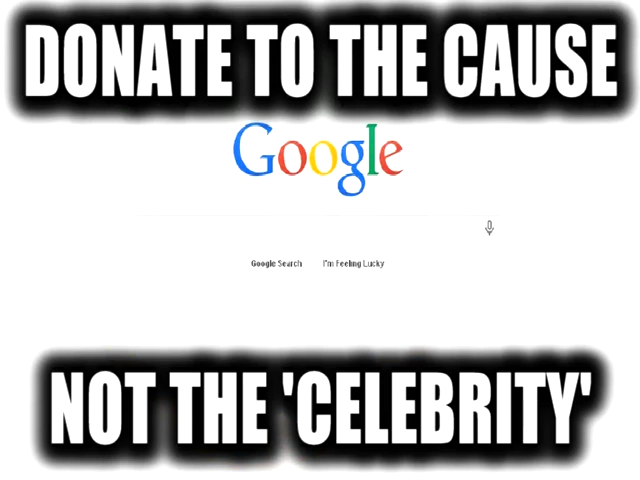 DONATE TO THE CAUSE
Google
Google Search I'm Feeling Lucky
NOT THE 'CELEBRITY'